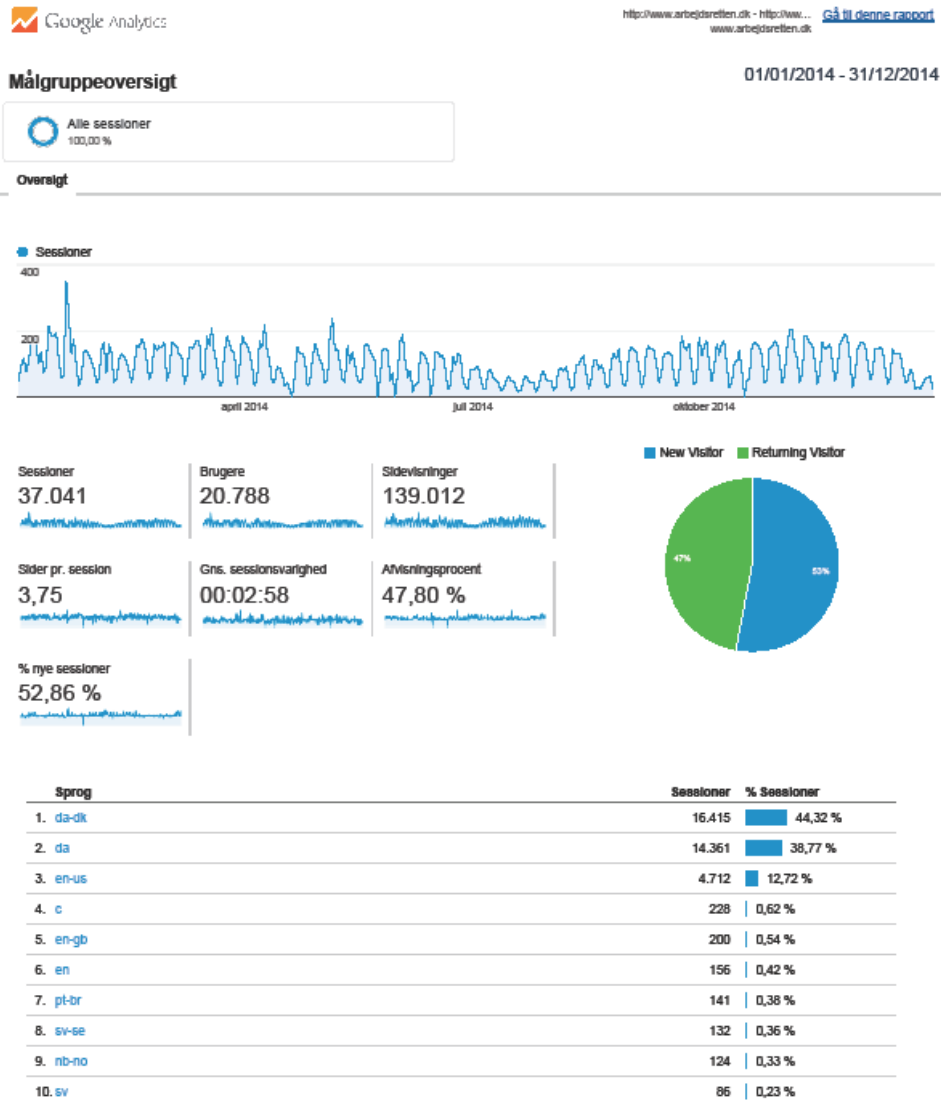 Google Analytics
http://www.arbejdsretten.dk - http://ww...
www.arbejdsretten.dk
Gå til denne rapport
Målgruppeoversigt
01/01/2014 - 31/12/2014
Alle sessioner
100,00 %
Oversigt
Sessioner
400
200
april 2014
juli 2014
oktober 2014
New Visitor
Returning Visitor
Sessioner
Brugere
Sidevisninger
37.041
20.788
139.012
Sider pr. session
Gns. sessionsvarighed
Afvisningsprocent
3,75
00:02:58
47,80 %
47%
53%
% nye sessioner
52,86 %
Sprog Sessioner % Sessioner
1. da-dk 16.415 44,32 %
2. da 14.361 38,77 %
3. en-us 4.712 12,72 %
4. c 228 0,62 %
5. en-gb 200 0,54 %
6. en 156 0,42 %
7. pt-br 141 0,38 %
8. sv-se 132 0,36 %
9. nb-no 124 0,33 %
10. sv 86 0,23 %